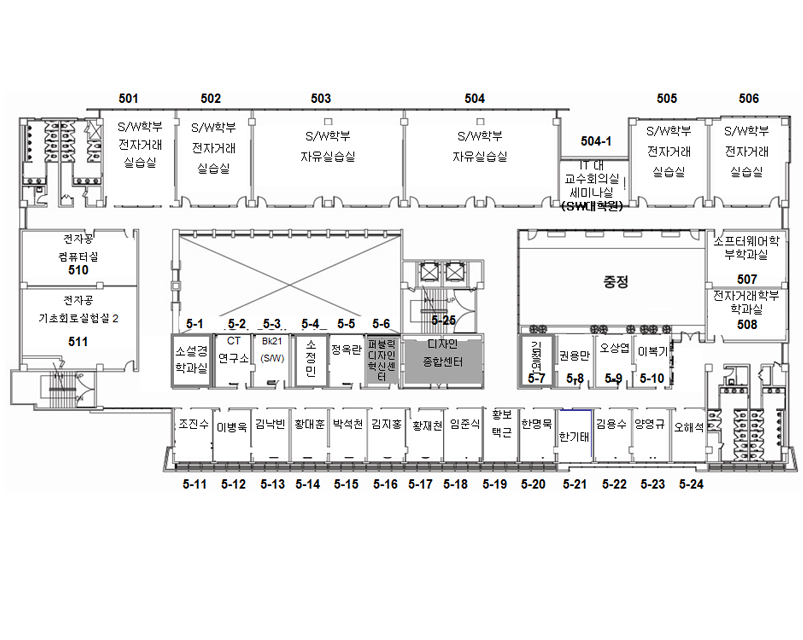 501
502
503
504
505
506
S/W학부
전자거래
실습실
S/W학부
전자거래
실습실
S/W학부
자유실습실
S/W학부
자유실습실
504-1
IT 대
교수회의실
세미나실
(SW대학원)
S/W학부
전자거래
실습실
S/W학부
전자거래
실습실
전자공
컴퓨터실
510
전자공
기초회로실험실 2
511
중정
소프터웨어학
부학과실
507
전자거래학부
학과실
508
UP
5-1
5-2
5-3
5-4
5-5
5-6
5-25
소설경
학과실
CT
연구소
Bk21
(S/W)
소
정
민
정옥란
퍼블릭
디자인
혁신센
터
디자인
종합센터
5-7
권용만
5-8
오상엽
5-9
이복기
5-10
조진수
이병욱
김낙빈
황대훈
박석천
김지홍
황재천
임준식
황보
택근
한명묵
한기태
김용수
양영규
오해석
5-11
5-12
5-13
5-14
5-15
5-16
5-17
5-18
5-19
5-20
5-21
5-22
5-23
5-24